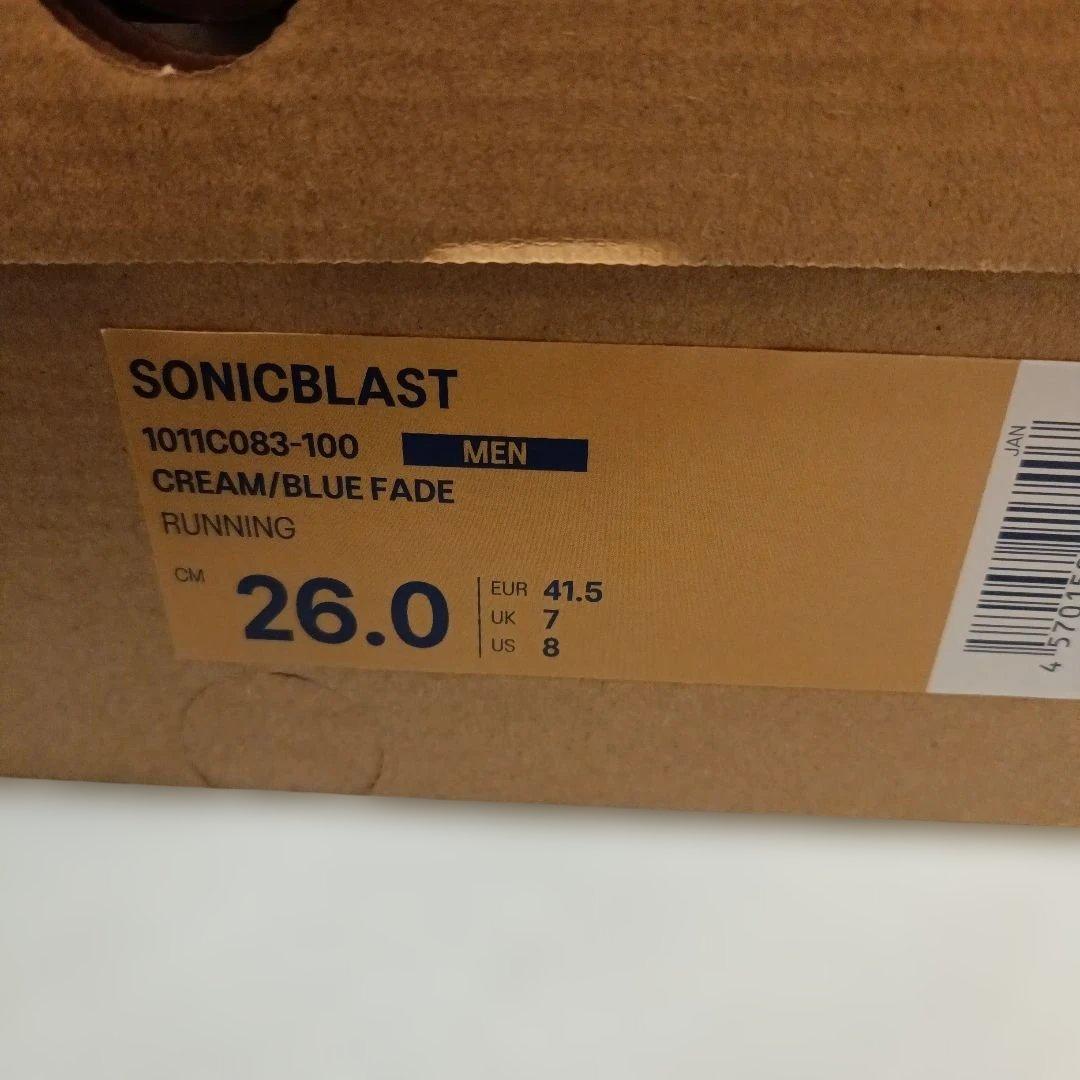 SONICBLAST
1011C083-100 MEN
CREAM/BLUE FADE
RUNNING
CM 26.0
EUR 41.5
UK 7
US 8
JAN